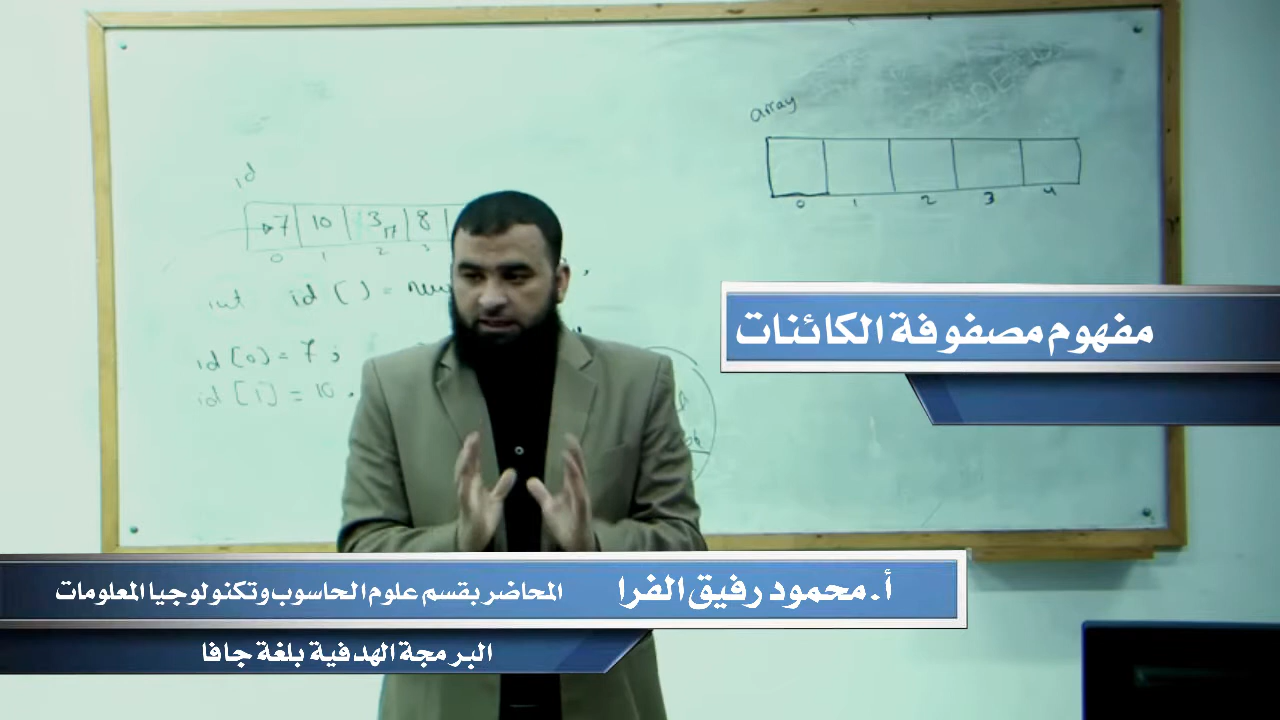 array
0 1 2 3 4
id
7 10 3 17 8
0 1 2 3
int id ( ) = new
id [0] = 7 ;
id [1] = 10
مفهوم مصفوفة الكائنات
أ. محمود رفيق الفرا المحاضر بقسم علوم الحاسوب وتكنولوجيا المعلومات
البرمجة الهدفية بلغة جافا